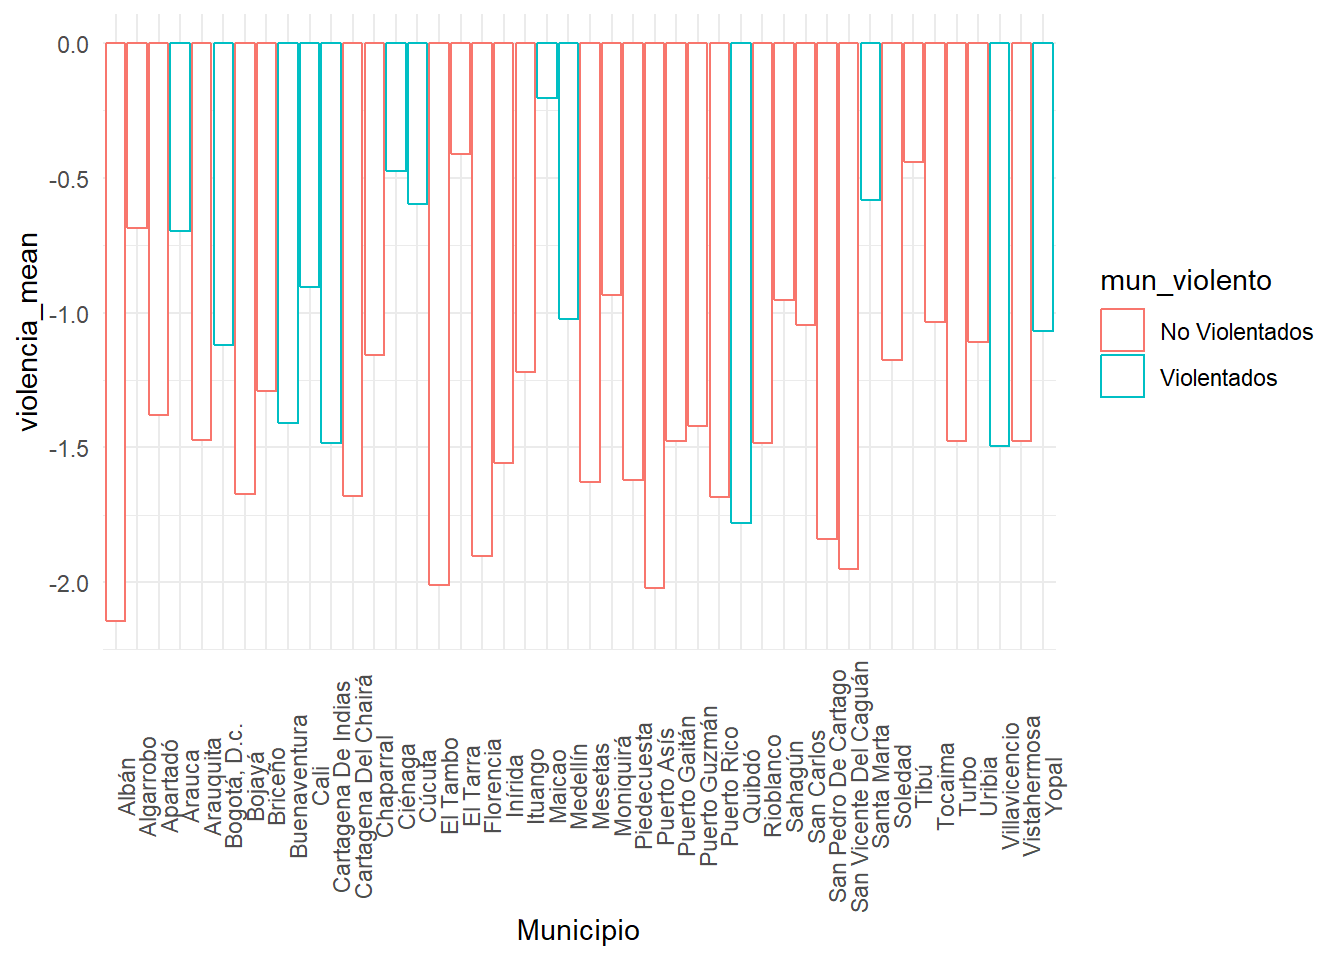 0.0
-0.5
-1.0
-1.5
-2.0
violencia_mean
Albán
Algarrobo
Apartadó
Arauca
Arauquita
Bogotá, D.c.
Bojayá
Briceño
Buenaventura
Cali
Cartagena De Indias
Cartagena Del Chairá
Chaparral
Ciénaga
Cúcuta
El Tambo
El Tarra
Florencia
Inírida
Ituango
Maicao
Medellín
Mesetas
Moniquirá
Piedecuesta
Puerto Asís
Puerto Gaitán
Puerto Guzmán
Puerto Rico
Quibdó
Rioblanco
Sahagún
San Carlos
San Pedro De Cartago
San Vicente Del Caguán
Santa Marta
Soledad
Tibú
Tocaima
Turbo
Uribia
Villavicencio
Vistahermosa
Yopal
Municipio
mun_violento
No Violentados
Violentados